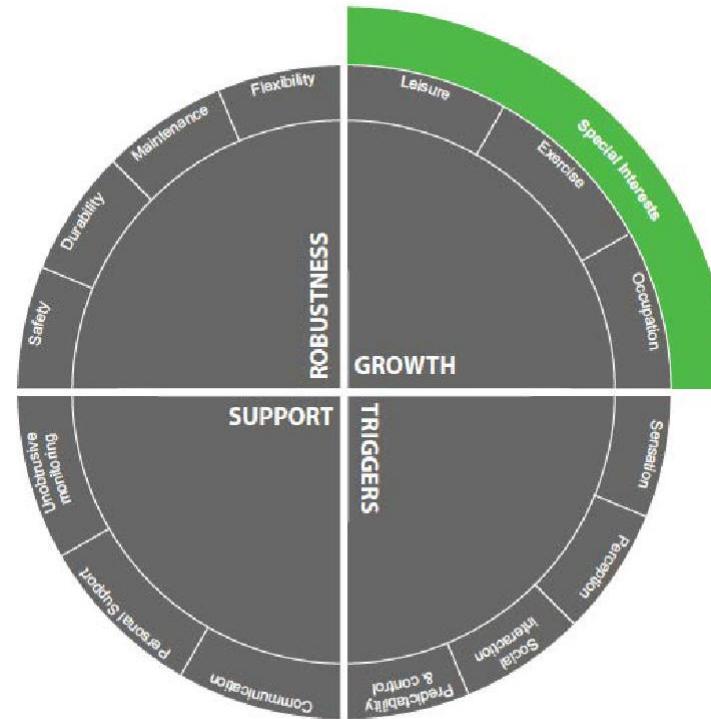 Flexibility
Maintenance
Durability
Safety
ROBUSTNESS
Leisure
Exercise
Occupation
Special Interests
GROWTH
SUPPORT
Unobtrusive
monitoring
Personal Support
Communication
TRIGGERS
Sensation
Perception
Social
interaction
Predictability
& control